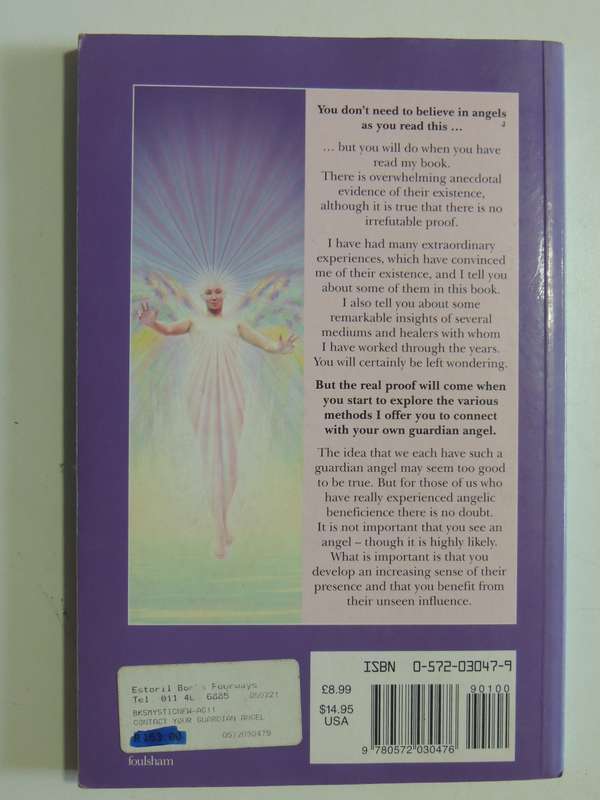 You don't need to believe in angels
as you read this ...
... but you will do when you have
read my book.
There is overwhelming anecdotal
evidence of their existence,
although it is true that there is no
irrefutable proof.
I have had many extraordinary
experiences, which have convinced
me of their existence, and I tell you
about some of them in this book.
I also tell you about some
remarkable insights of several
mediums and healers with whom
I have worked through the years.
You will certainly be left wondering.
But the real proof will come when
you start to explore the various
methods I offer you to connect
with your own guardian angel.
The idea that we each have such a
guardian angel may seem too good
to be true. But for those of us who
have really experienced angelic
beneficience there is no doubt.
It is not important that you see an
angel – though it is highly likely.
What is important is that you
develop an increasing sense of their
presence and that you benefit from
their unseen influence.
ISBN 0-572-03047-9
£8.99
$14.95
USA
90100
9 780572 030476
Estoril Fourways
Tel 011 6885
BKSMYSTICNEW-AC11
CONTACT YOUR GUARDIAN ANGEL
R163.00
0572030479
foulsham